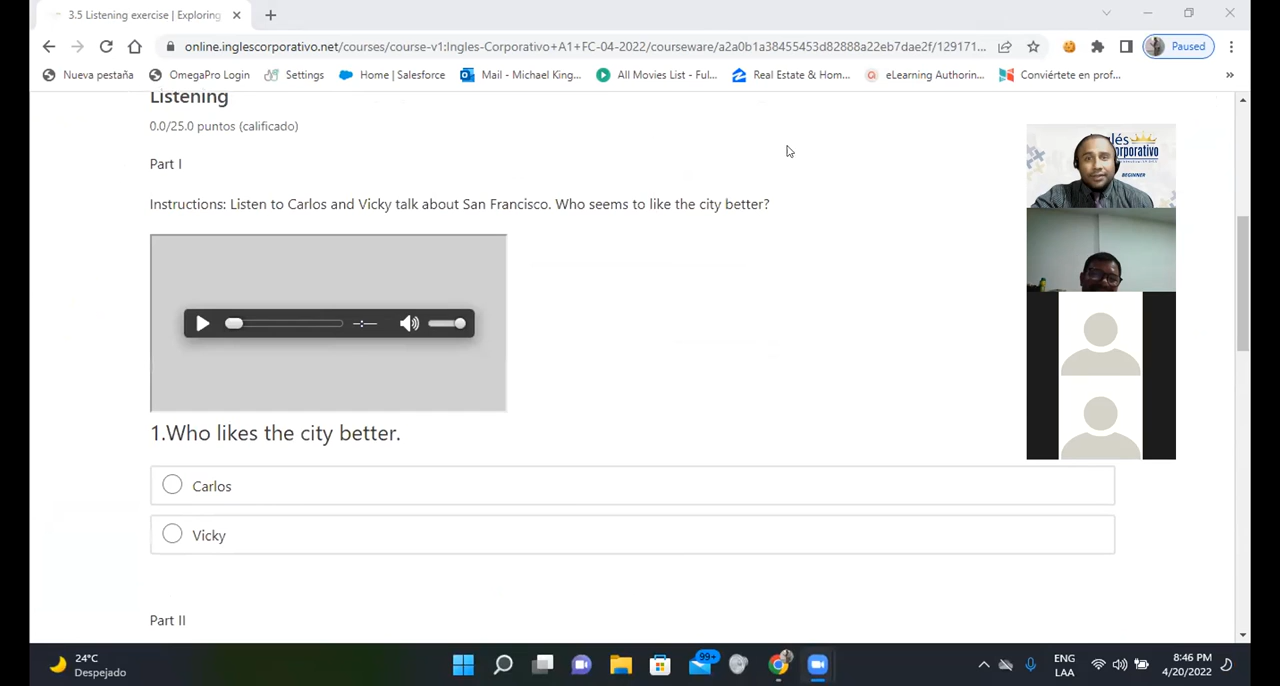 3.5 Listening exercise | Exploring
online.inglescorporativo.net/courses/course-v1:Ingles-Corporativo+A1+FC-04-2022/courseware/a2a0b1a38455453d82888a22eb7dae2f/129171...
Paused
Nueva pestaña
OmegaPro Login
Settings
Home | Salesforce
Mail - Michael King...
All Movies List - Ful...
Real Estate & Hom...
eLearning Authorin...
Conviértete en prof...
»
Listening
0.0/25.0 puntos (calificado)
Part I
Instructions: Listen to Carlos and Vicky talk about San Francisco. Who seems to like the city better?
1.Who likes the city better.
Carlos
Vicky
Part II
BEGINNER
24°C
Despejado
99+
ENG
LAA
8:46 PM
4/20/2022